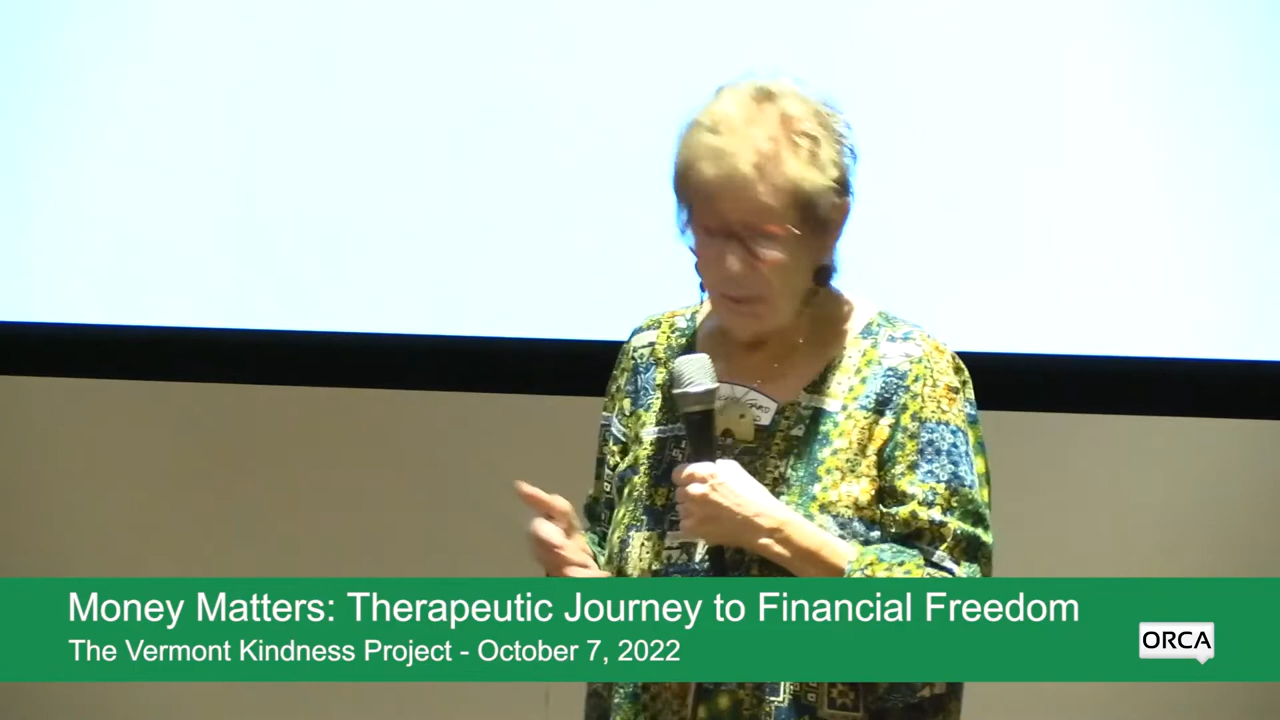 Money Matters: Therapeutic Journey to Financial Freedom
The Vermont Kindness Project - October 7, 2022
ORCA